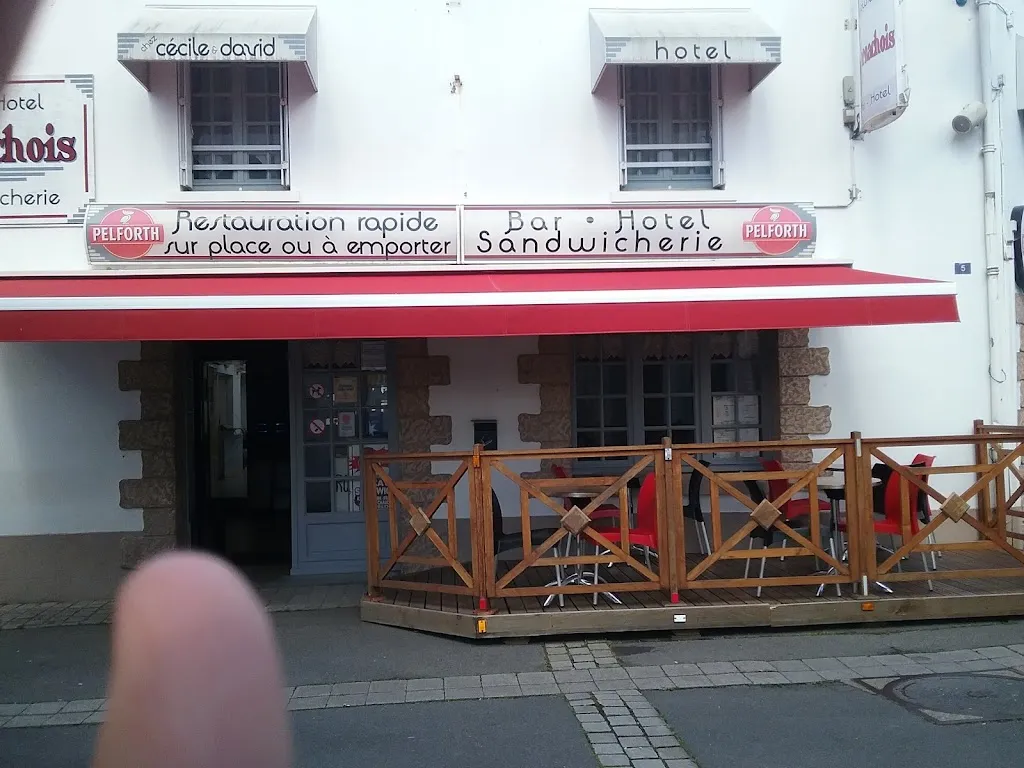 chez cécile & david
hotel
Hotel
chois
cherie
machois
Hotel
PELFORTH
Restauration rapide
sur place ou à emporter
Bar • Hotel
Sandwicherie
PELFORTH
5